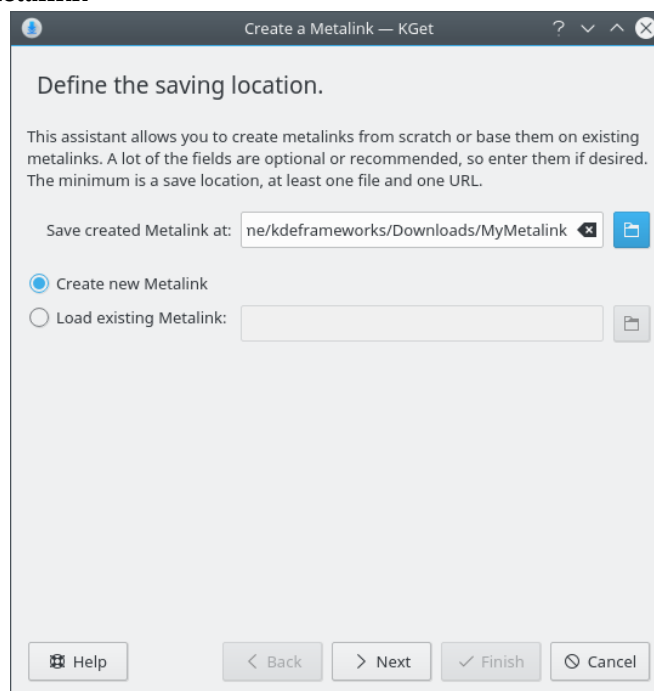 Create a Metalink — KGet
Define the saving location.
This assistant allows you to create metalinks from scratch or base them on existing
metalinks. A lot of the fields are optional or recommended, so enter them if desired.
The minimum is a save location, at least one file and one URL.
Save created Metalink at: ne/kdeframeworks/Downloads/MyMetalink
Create new Metalink
Load existing Metalink:
Help < Back > Next Finish Cancel